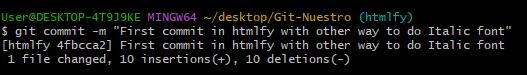 User@DESKTOP-4T9J9KE MINGW64 ~/desktop/Git-Nuestro (htmlfy)
$ git commit -m "First commit in htmlfy with other way to do Italic font"
[htmlfy 4fbcca2] First commit in htmlfy with other way to do Italic font
 1 file changed, 10 insertions(+), 10 deletions(-)